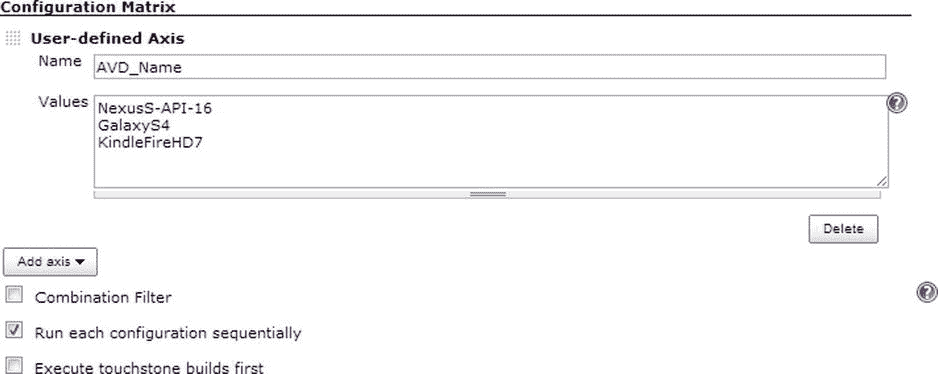 Configuration Matrix
User-defined Axis
Name
AVD_Name
Values
NexusS-API-16
GalaxyS4
KindleFireHD7
Delete
Add axis
Combination Filter
Run each configuration sequentially
Execute touchstone builds first